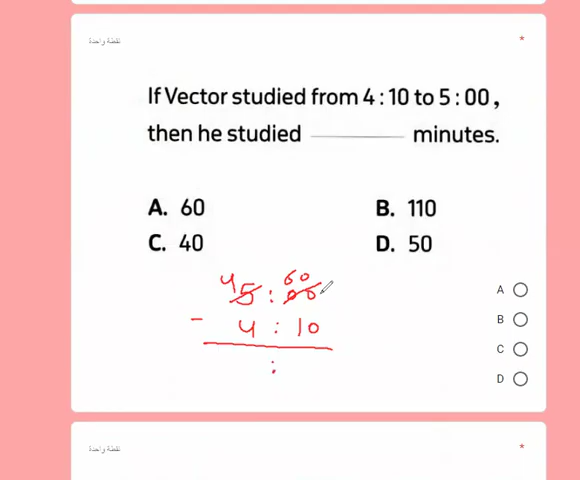 نقطة واحدة
*
If Vector studied from 4 : 10 to 5 : 00 ,
then he studied ________ minutes.
A. 60
B. 110
C. 40
D. 50
4 60
5 : 00
- 4 : 10
:
A
B
C
D
نقطة واحدة
*